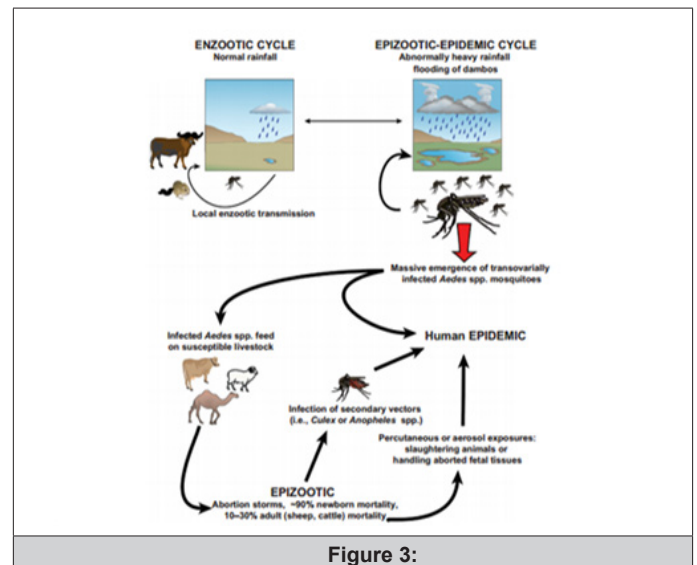 ENZOOTIC CYCLE
Normal rainfall
EPIZOOTIC-EPIDEMIC CYCLE
Abnormally heavy rainfall
flooding of dambos
Local enzootic transmission
Massive emergence of transovarially
infected Aedes spp. mosquitoes
Infected Aedes spp. feed
on susceptible livestock
Human EPIDEMIC
Infection of secondary vectors
(i.e., Culex or Anopheles spp.)
Percutaneous or aerosol exposures:
slaughtering animals or
handling aborted fetal tissues
EPIZOOTIC
Abortion storms, ~90% newborn mortality,
10–30% adult (sheep, cattle) mortality
Figure 3: